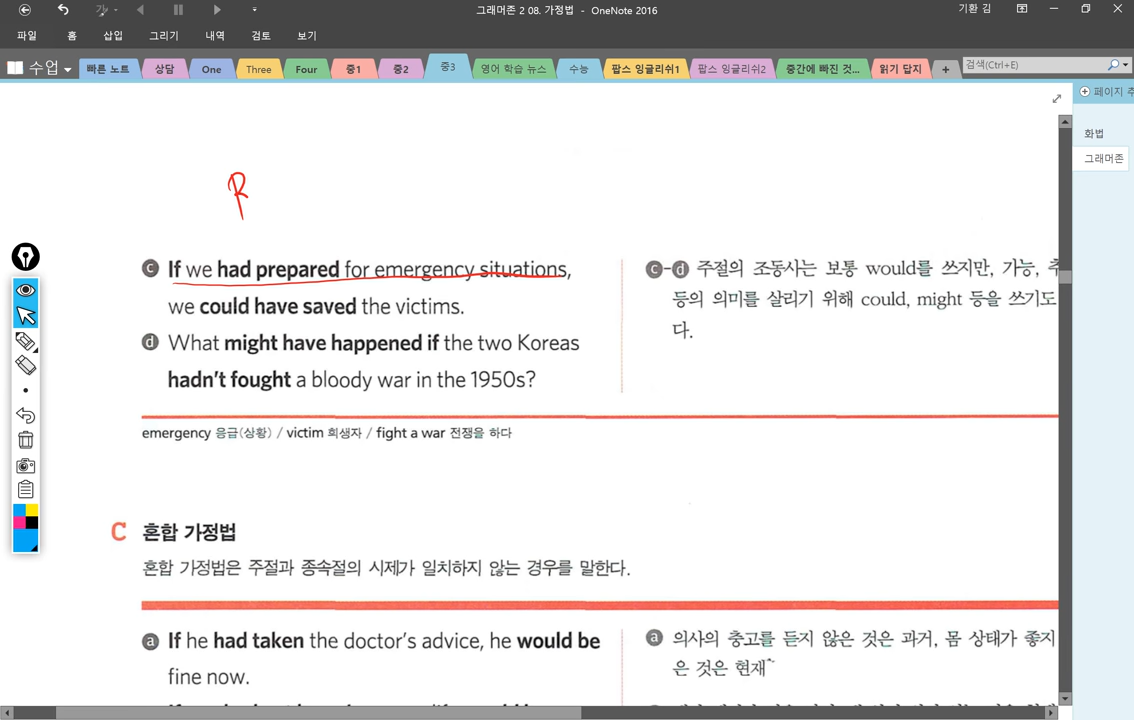 그래머존 2 08. 가정법 - OneNote 2016
기환 김
파일 홈 삽입 그리기 내역 검토 보기
수업 빠른 노트 상담 One Three Four 중1 중2 중3 영어 학습 뉴스 수능 팝스 잉글리쉬1 팝스 잉글리쉬2 중간에 빠진 것... 읽기 답지 + 검색(Ctrl+E)
페이지 추
화법
그래머존
R
c If we had prepared for emergency situations,
we could have saved the victims.
d What might have happened if the two Koreas
hadn't fought a bloody war in the 1950s?
c-d 주절의 조동사는 보통 would를 쓰지만, 가능, 추
등의 의미를 살리기 위해 could, might 등을 쓰기도
다.
emergency 응급(상황) / victim 희생자 / fight a war 전쟁을 하다
C 혼합 가정법
혼합 가정법은 주절과 종속절의 시제가 일치하지 않는 경우를 말한다.
a If he had taken the doctor's advice, he would be
fine now.
a 의사의 충고를 듣지 않은 것은 과거, 몸 상태가 좋지
은 것은 현재